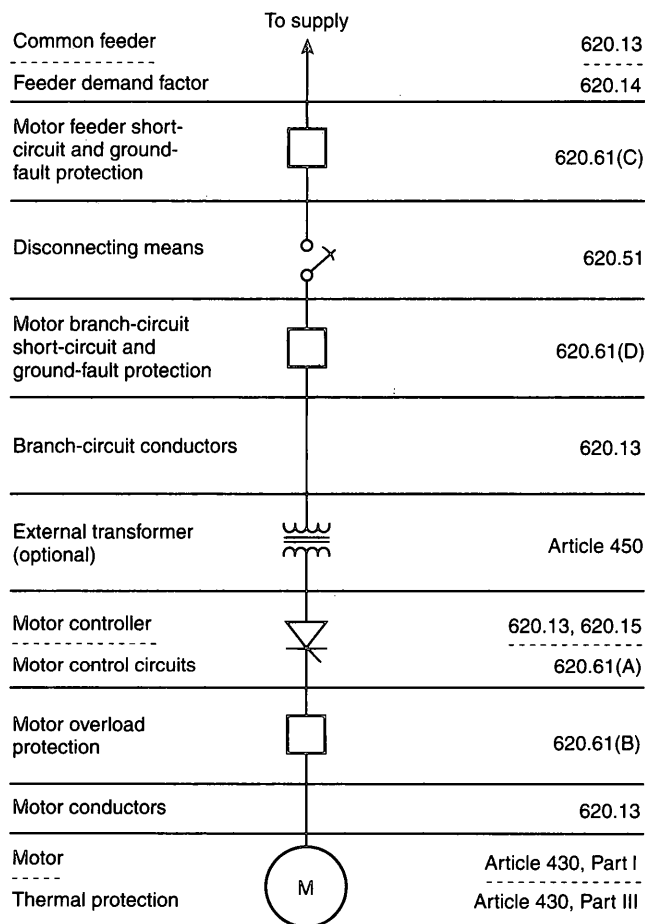 To supply
Common feeder 620.13
Feeder demand factor 620.14
Motor feeder short-
circuit and ground-
fault protection 620.61(C)
Disconnecting means 620.51
Motor branch-circuit
short-circuit and
ground-fault protection 620.61(D)
Branch-circuit conductors 620.13
External transformer
(optional) Article 450
Motor controller 620.13, 620.15
Motor control circuits 620.61(A)
Motor overload
protection 620.61(B)
Motor conductors 620.13
Motor Article 430, Part I
M
Thermal protection Article 430, Part III